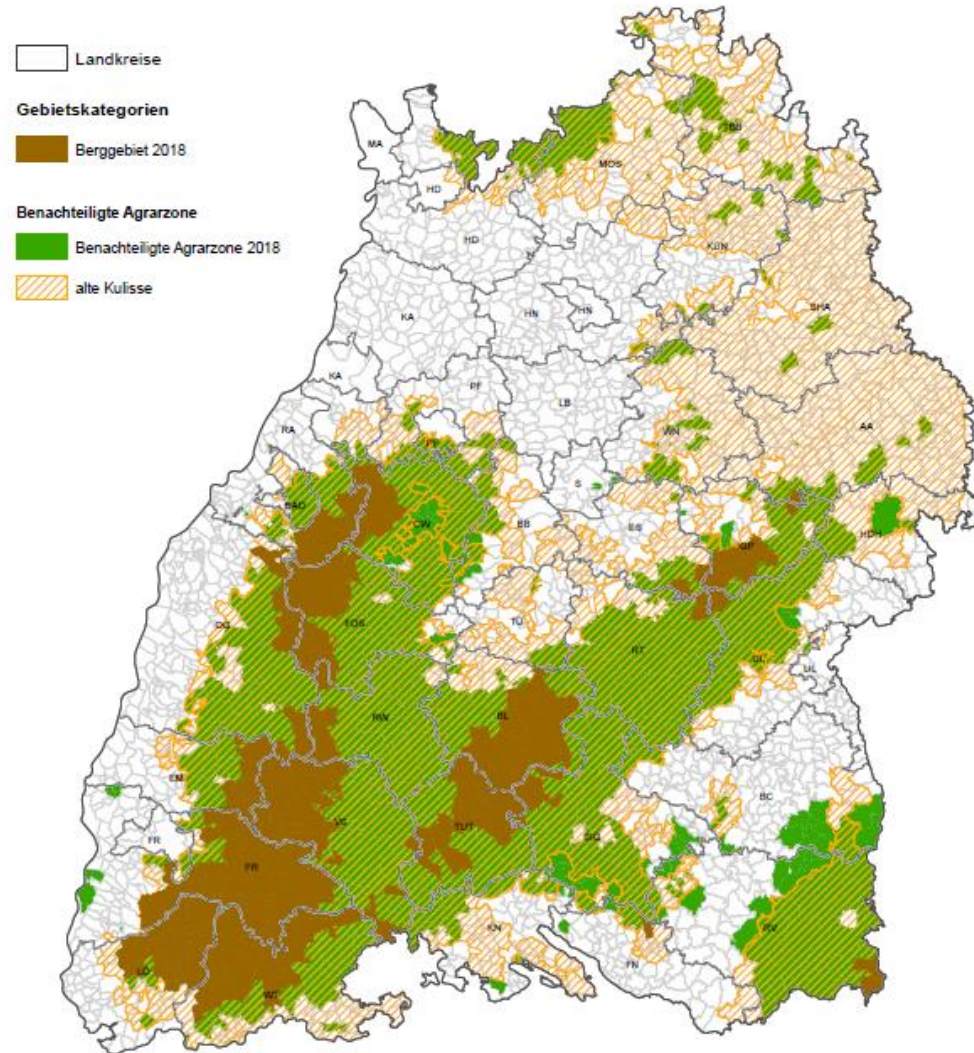 Landkreise
Gebietskategorien
Berggebiet 2018
Benachteiligte Agrarzone
Benachteiligte Agrarzone 2018
alte Kulisse
TBB
MA
MOS
HD
HD
KÜN
SHA
KA
HN
HN
KA
PF
LB
RA
AA
WN
PF
S
BAD
CW
BB
ES
GP
HDH
TÜ
OG
FDS
RT
UL
UL
RW
BL
EM
BC
VS
TUT
SIG
FR
FR
RV
KN
LÖ
FN
WT